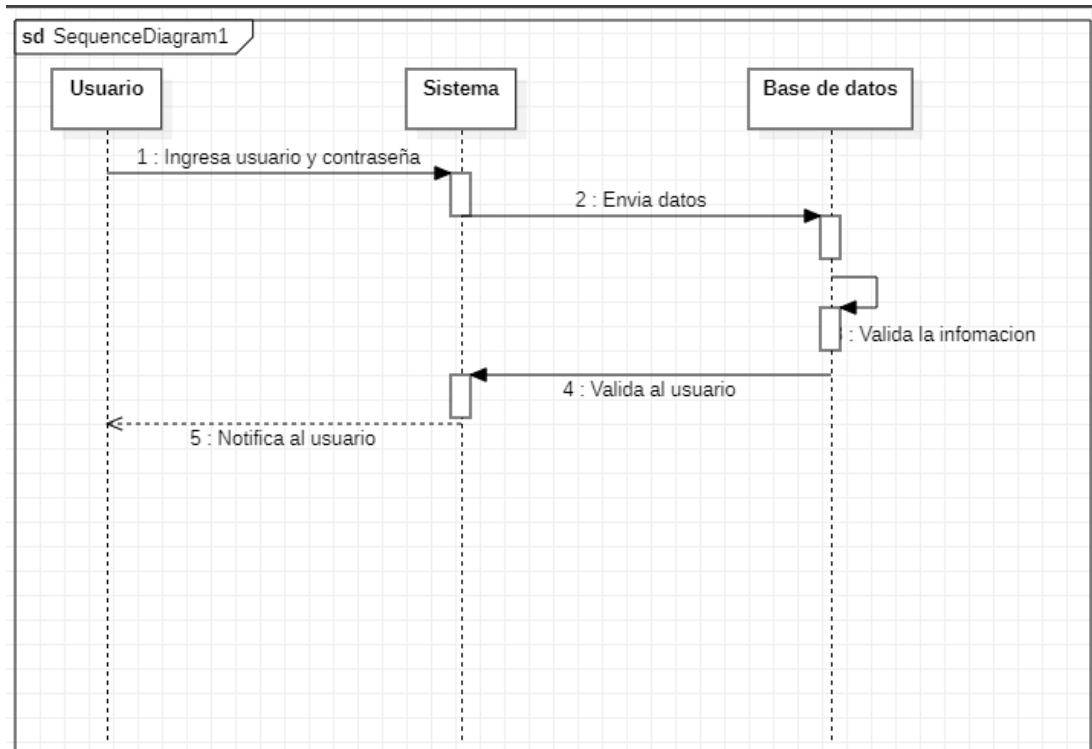 sd SequenceDiagram1
Usuario
Sistema
Base de datos
1 : Ingresa usuario y contraseña
2 : Envia datos
: Valida la infomacion
4 : Valida al usuario
5 : Notifica al usuario